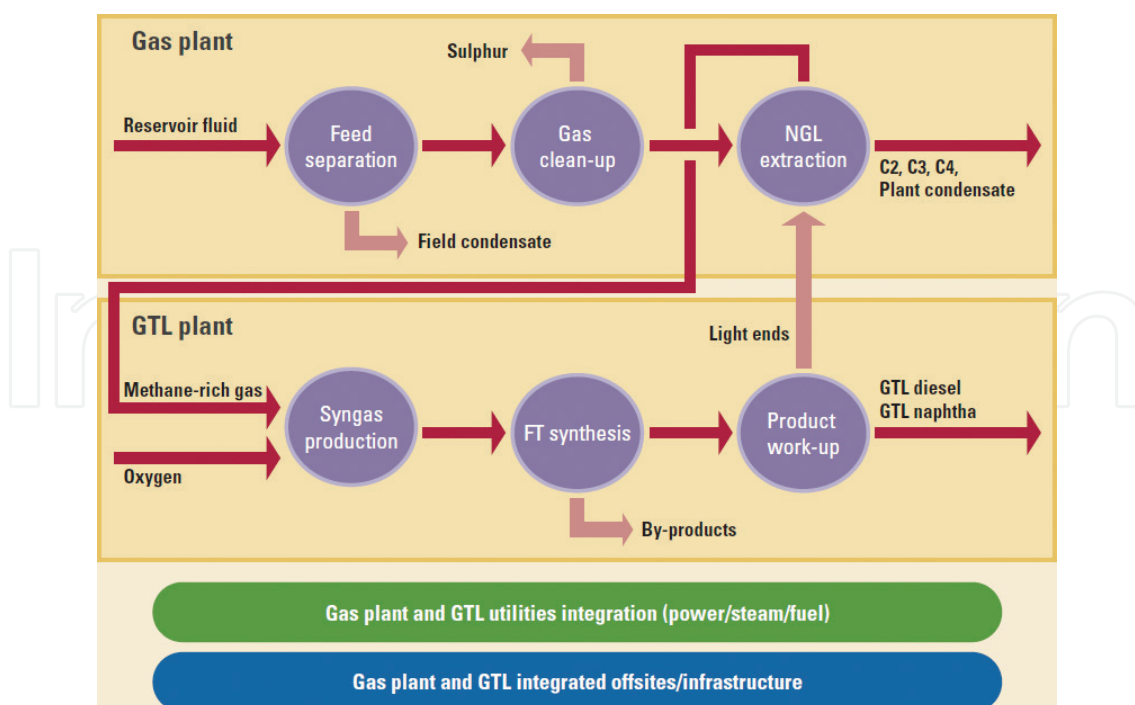 Gas plant
Sulphur
Reservoir fluid
Feed
separation
Gas
clean-up
NGL
extraction
C2, C3, C4,
Plant condensate
Field condensate
GTL plant
Light ends
Methane-rich gas
Syngas
production
FT synthesis
Product
work-up
GTL diesel
GTL naphtha
Oxygen
By-products
Gas plant and GTL utilities integration (power/steam/fuel)
Gas plant and GTL integrated offsites/infrastructure